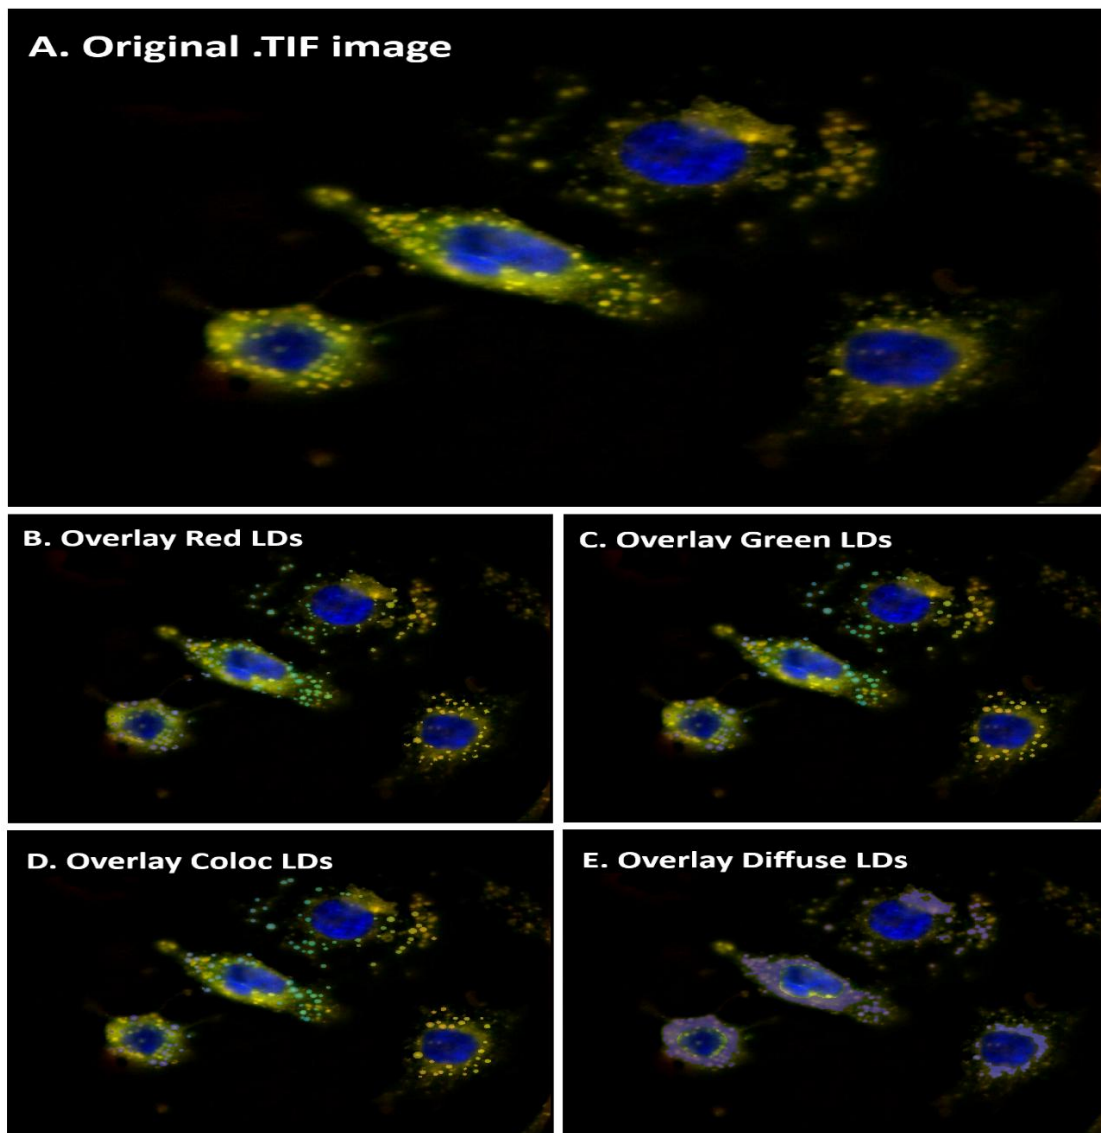 A. Original .TIF image
B. Overlay Red LDs
C. Overlay Green LDs
D. Overlay Coloc LDs
E. Overlay Diffuse LDs